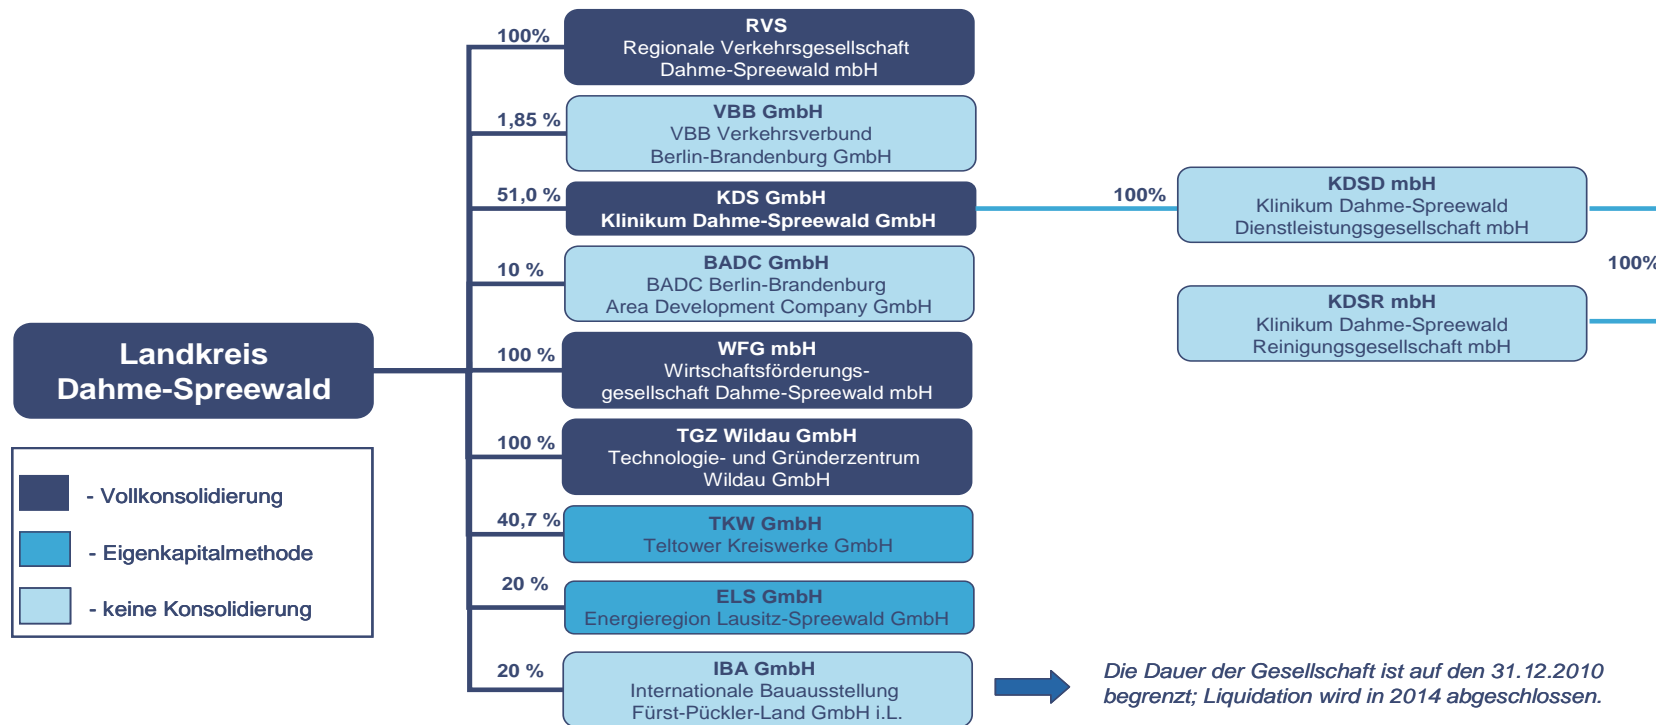 100%
RVS
Regionale Verkehrsgesellschaft
Dahme-Spreewald mbH
1,85 %
VBB GmbH
VBB Verkehrsverbund
Berlin-Brandenburg GmbH
51,0 %
KDS GmbH
Klinikum Dahme-Spreewald GmbH
100%
KDSD mbH
Klinikum Dahme-Spreewald
Dienstleistungsgesellschaft mbH
100%
KDSR mbH
Klinikum Dahme-Spreewald
Reinigungsgesellschaft mbH
10 %
BADC GmbH
BADC Berlin-Brandenburg
Area Development Company GmbH
Landkreis
Dahme-Spreewald
100 %
WFG mbH
Wirtschaftsförderungs-
gesellschaft Dahme-Spreewald mbH
100 %
TGZ Wildau GmbH
Technologie- und Gründerzentrum
Wildau GmbH
40,7 %
TKW GmbH
Teltower Kreiswerke GmbH
20 %
ELS GmbH
Energieregion Lausitz-Spreewald GmbH
20 %
IBA GmbH
Internationale Bauausstellung
Fürst-Pückler-Land GmbH i.L.
Die Dauer der Gesellschaft ist auf den 31.12.2010
begrenzt; Liquidation wird in 2014 abgeschlossen.
- Vollkonsolidierung
- Eigenkapitalmethode
- keine Konsolidierung